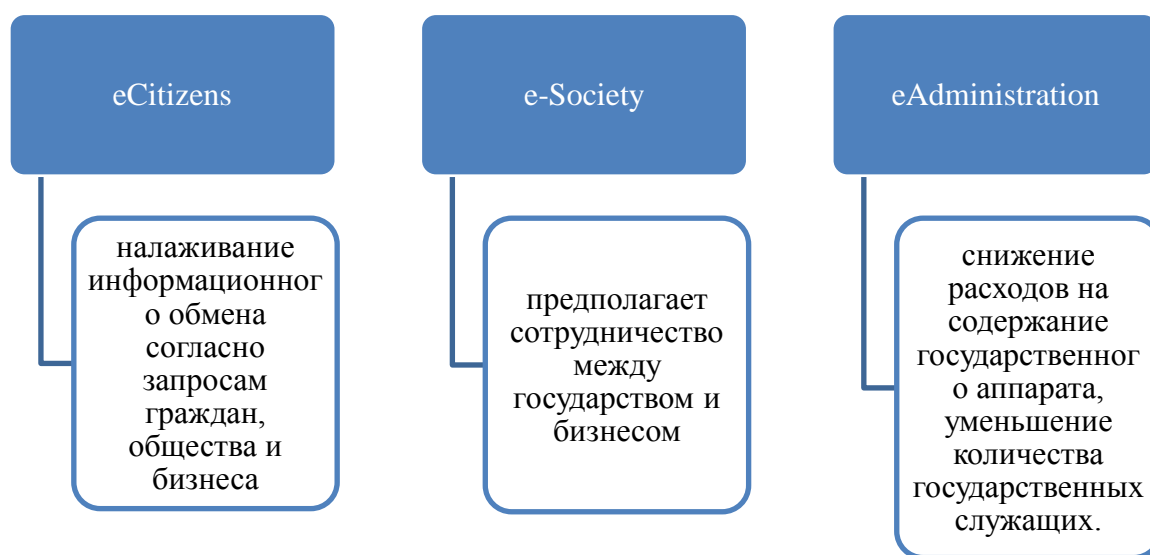 eCitizens
налаживание
информационног
о обмена
согласно
запросам
граждан,
общества и
бизнеса
e-Society
предполагает
сотрудничество
между
государством и
бизнесом
eAdministration
снижение
расходов на
содержание
государственног
о аппарата,
уменьшение
количества
государственных
служащих.